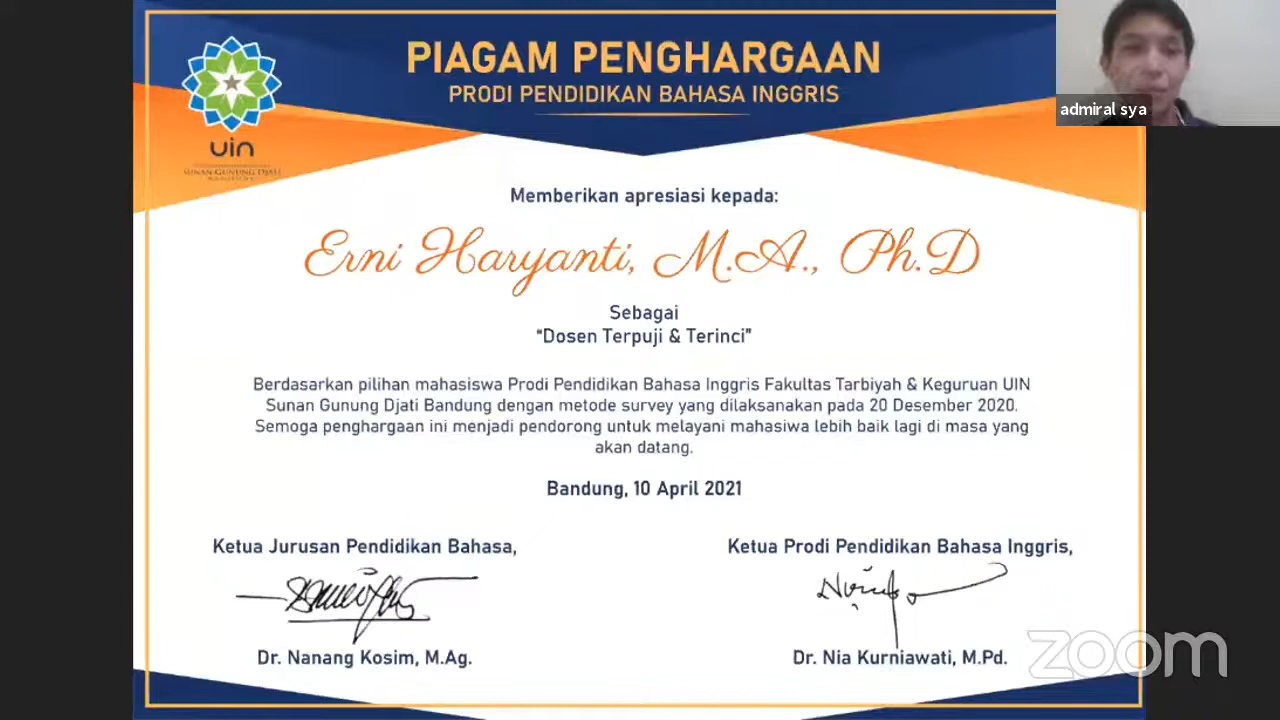 PIAGAM PENGHARGAAN
PRODI PENDIDIKAN BAHASA INGGRIS
admiral sya
uin
SUNAN GUNUNG DJATI
Memberikan apresiasi kepada:
Erni Haryanti, M.A., Ph.D
Sebagai
“Dosen Terpuji & Terinci”
Berdasarkan pilihan mahasiswa Prodi Pendidikan Bahasa Inggris Fakultas Tarbiyah & Keguruan UIN
Sunan Gunung Djati Bandung dengan metode survey yang dilaksanakan pada 20 Desember 2020.
Semoga penghargaan ini menjadi pendorong untuk melayani mahasiwa lebih baik lagi di masa yang
akan datang.
Bandung, 10 April 2021
Ketua Jurusan Pendidikan Bahasa,
Ketua Prodi Pendidikan Bahasa Inggris,
Dr. Nanang Kosim, M.Ag.
Dr. Nia Kurniawati, M.Pd.
zoom